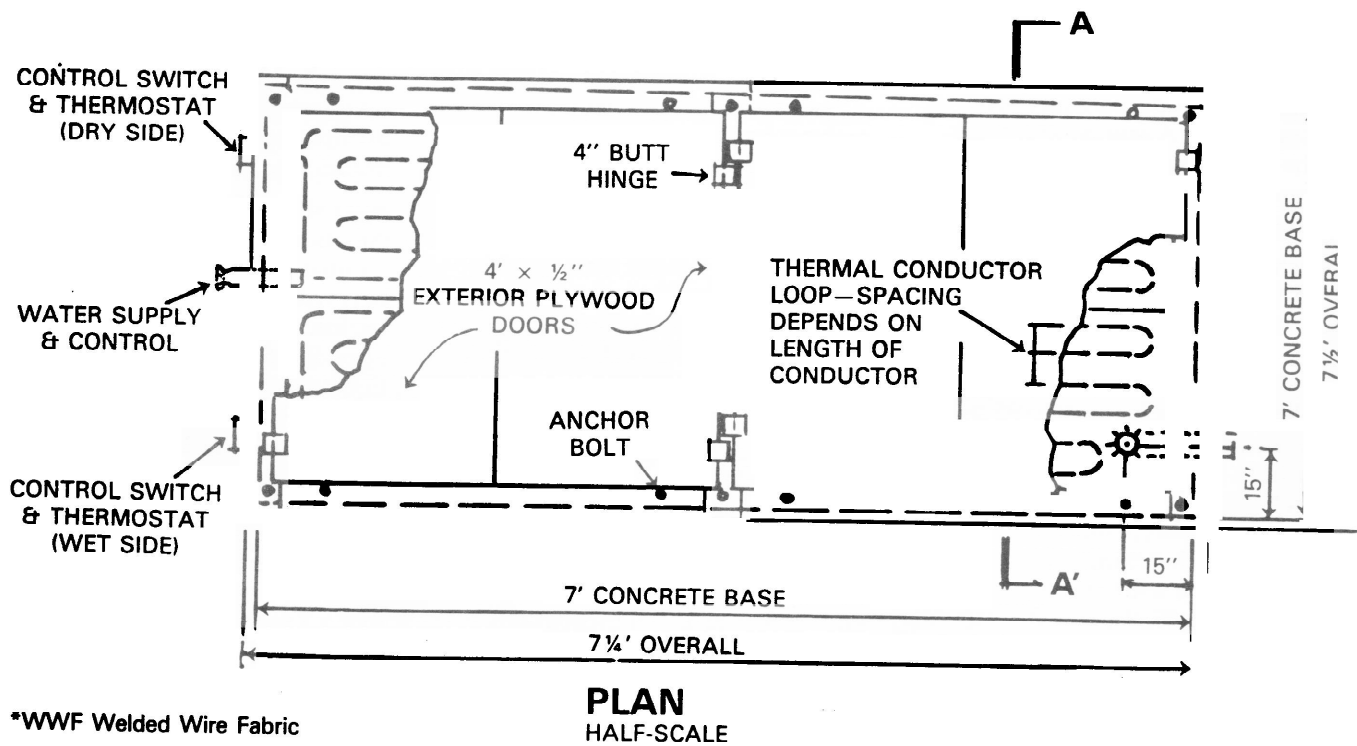 A
CONTROL SWITCH
& THERMOSTAT
(DRY SIDE)
4" BUTT
HINGE
WATER SUPPLY
& CONTROL
4' × ½"
EXTERIOR PLYWOOD
DOORS
THERMAL CONDUCTOR
LOOP—SPACING
DEPENDS ON
LENGTH OF
CONDUCTOR
7' CONCRETE BASE
7½' OVERAL
ANCHOR
BOLT
CONTROL SWITCH
& THERMOSTAT
(WET SIDE)
15"
15"
A'
7' CONCRETE BASE
7¼' OVERALL
PLAN
HALF-SCALE
*WWF Welded Wire Fabric